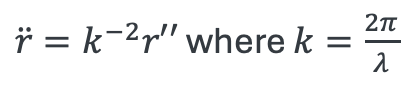 r̈ = k⁻²r′′ where k = 2π/λ